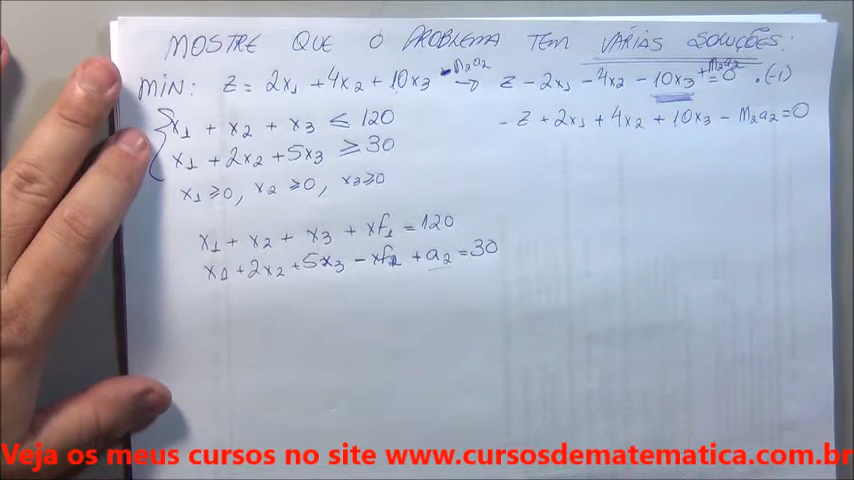 MOSTRE QUE O PROBLEMA TEM VÁRIAS SOLUÇÕES:
MIN: Z = 2x₁ + 4x₂ + 10x₃ - M₂a₂ → Z - 2x₁ - 4x₂ - 10x₃ + M₂a₂ = 0 .(-1)
- Z + 2x₁ + 4x₂ + 10x₃ - M₂a₂ = 0
x₁ + x₂ + x₃ ≤ 120
x₁ + 2x₂ + 5x₃ ≥ 30
x₁ ≥ 0, x₂ ≥ 0, x₃ ≥ 0
x₁ + x₂ + x₃ + xf₁ = 120
x₁ + 2x₂ + 5x₃ - xf₂ + a₂ = 30
Veja os meus cursos no site www.cursosdematematica.com.br